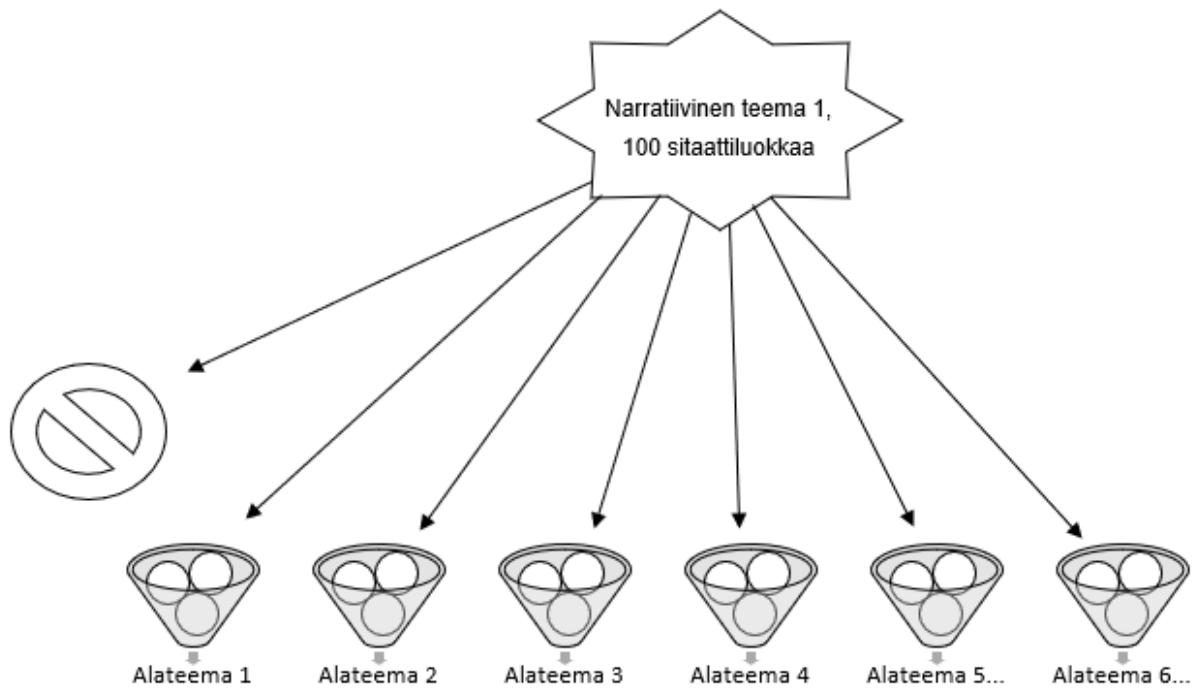 Narratiivinen teema 1,
100 sitaattiluokkaa
Alateema 1
Alateema 2
Alateema 3
Alateema 4
Alateema 5...
Alateema 6...